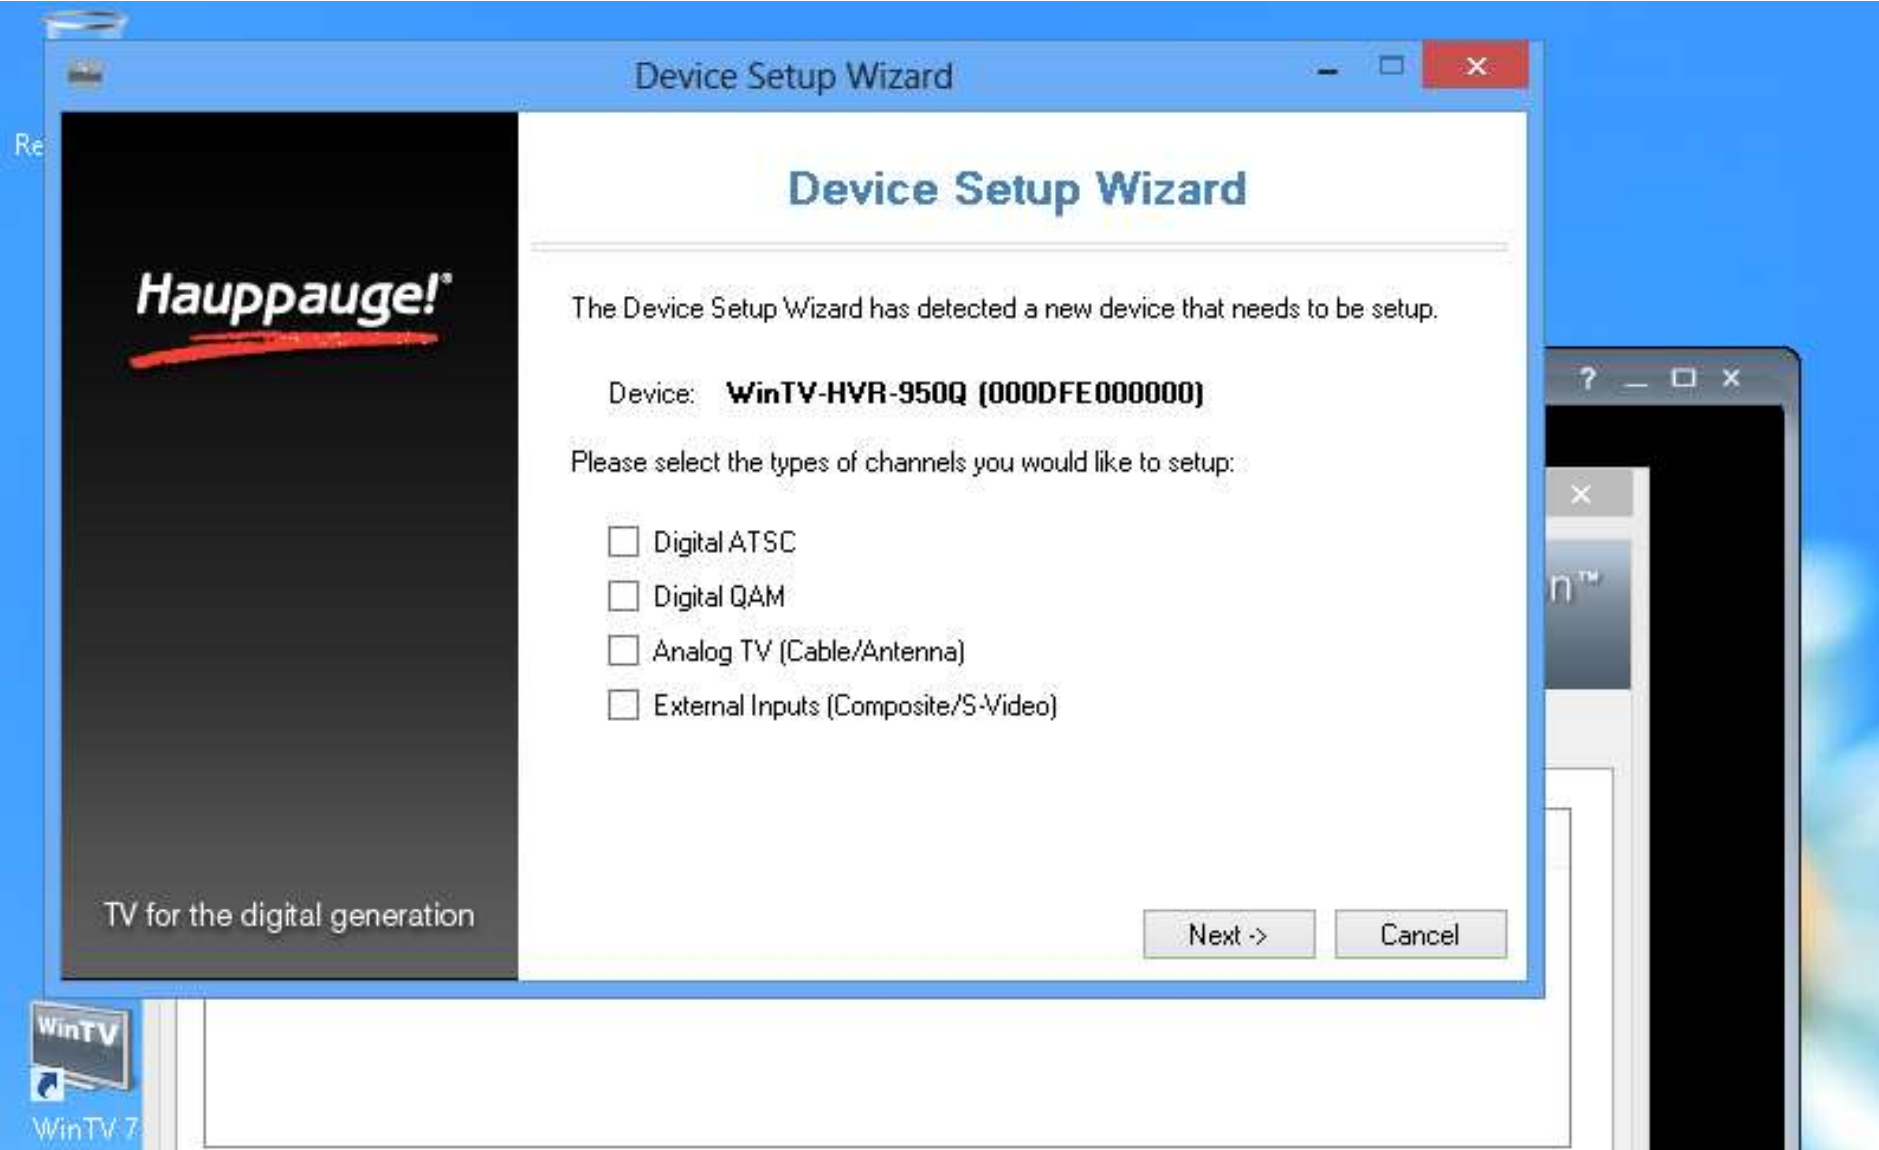 Device Setup Wizard
Re
Device Setup Wizard
Hauppauge!®
The Device Setup Wizard has detected a new device that needs to be setup.
Device: WinTV-HVR-950Q (000DFE000000)
Please select the types of channels you would like to setup:
Digital ATSC
Digital QAM
n™
Analog TV (Cable/Antenna)
External Inputs (Composite/S-Video)
TV for the digital generation
Next ->
Cancel
WinTV
WinTV 7